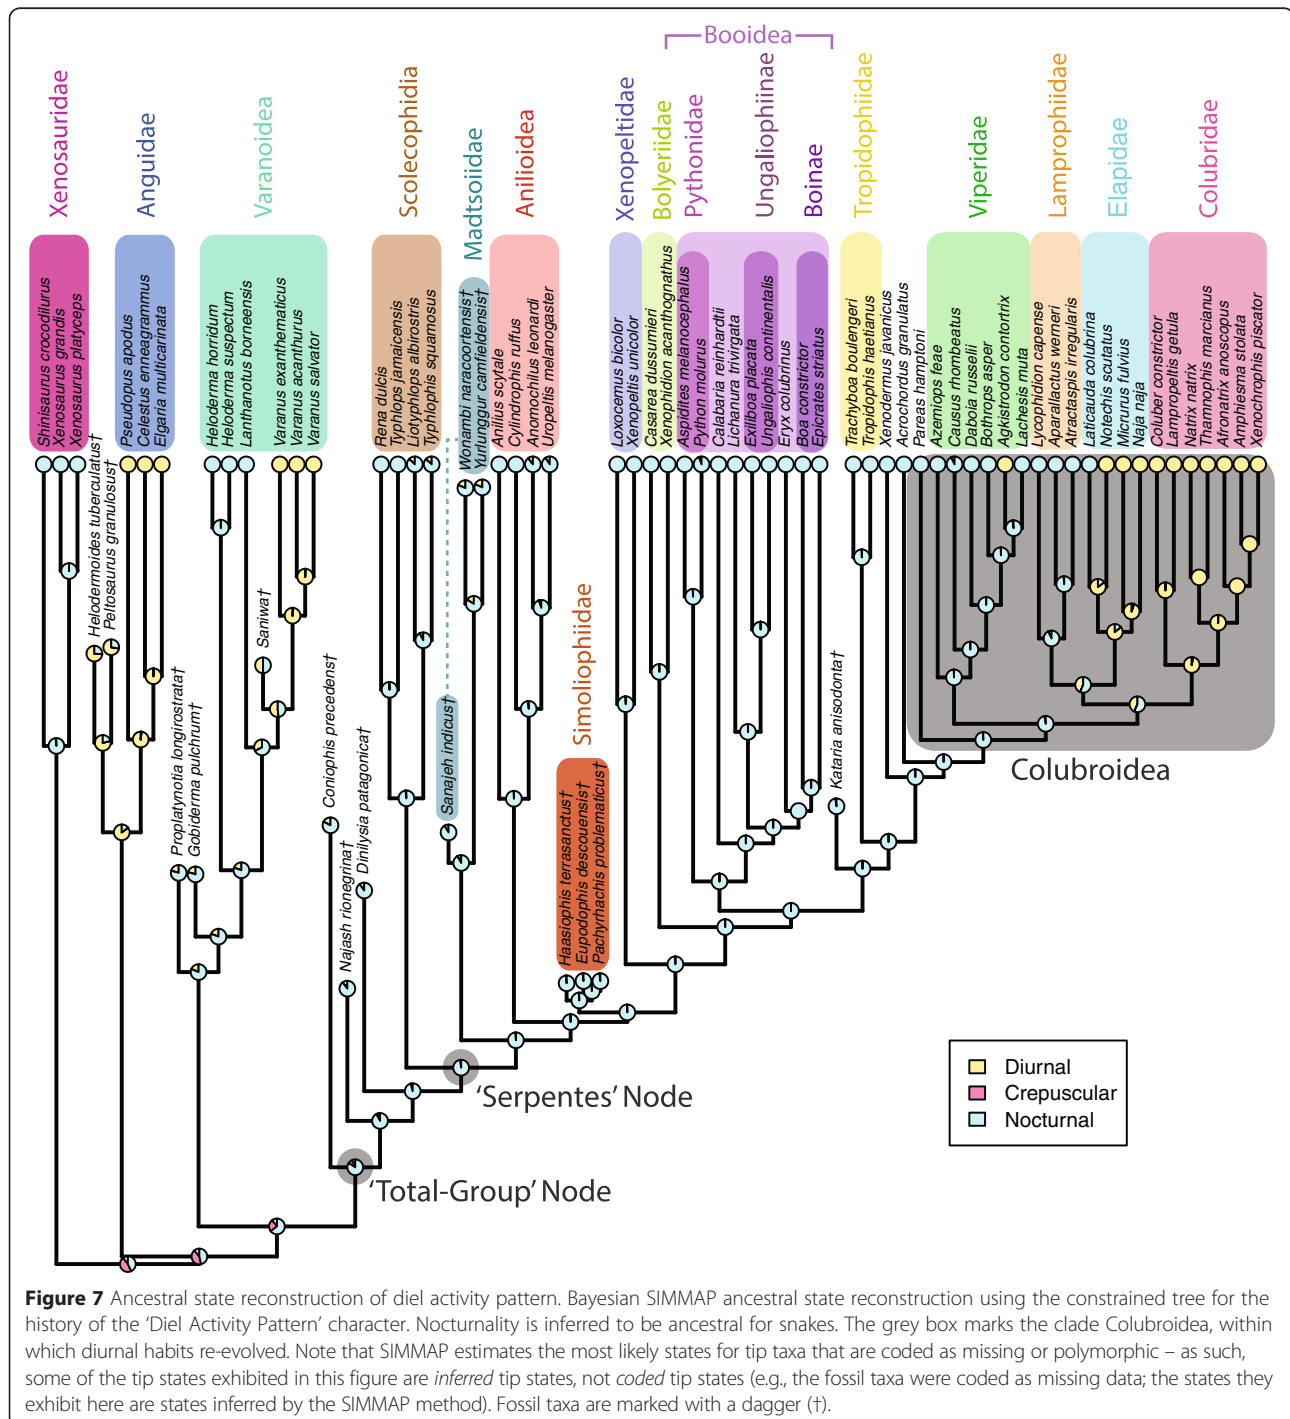 Booidea
Xenosauridae
Anguidae
Varanoidea
Scolecophidia
Madtsoiidae
Anilioidea
Xenopeltidae
Bolyeriidae
Pythonidae
Ungaliophiinae
Boinae
Tropidophiidae
Viperidae
Lamprophiidae
Elapidae
Colubridae
Shinisaurus crocodilurus
Xenosaurus grandis
Xenosaurus platyceps
Helodermoides tuberculatus†
Peltosaurus granulosus†
Pseudopus apodus
Celestus enneagrammus
Elgaria multicarinata
Proplatynotia longirostrata†
Gobiderma pulchrum†
Heloderma horridum
Heloderma suspectum
Lanthanotus borneensis
Saniwa†
Varanus exanthematicus
Varanus acanthurus
Varanus salvator
Coniophis precedens†
Najash rionegrina†
Dinilysia patagonica†
Rena dulcis
Typhlops jamaicensis
Liotyphlops albirostris
Typhlophis squamosus
Sanajeh indicus†
Wonambi naracoortensis†
Yurlunggur camfieldensis†
Anilius scytale
Cylindrophis ruffus
Anomochilus leonardi
Uropeltis melanogaster
Simoliophiidae
Haasiophis terrasanctus†
Eupodophis descouensis†
Pachyrhachis problematicus†
Loxocemus bicolor
Xenopeltis unicolor
Casarea dussumieri
Xenophidion acanthognathus
Aspidites melanocephalus
Python molurus
Calabaria reinhardtii
Lichanura trivirgata
Exiliboa placata
Ungaliophis continentalis
Eryx colubrinus
Boa constrictor
Epicrates striatus
Kataria anisodonta†
Trachyboa boulengeri
Tropidophis haetianus
Xenodermus javanicus
Acrochordus granulatus
Pareas hamptoni
Azemiops feae
Causus rhombeatus
Daboia russelli
Bothrops asper
Agkistrodon contortrix
Lachesis muta
Lycophidion capense
Aparallactus werneri
Atractaspis irregularis
Laticauda colubrina
Notechis scutatus
Micrurus fulvius
Naja naja
Coluber constrictor
Lampropeltis getula
Natrix natrix
Thamnophis marcianus
Afronatrix anoscopus
Amphiesma stolata
Xenochrophis piscator
Colubroidea
'Serpentes' Node
'Total-Group' Node
Diurnal
Crepuscular
Nocturnal
Figure 7 Ancestral state reconstruction of diel activity pattern. Bayesian SIMMAP ancestral state reconstruction using the constrained tree for the
history of the 'Diel Activity Pattern' character. Nocturnality is inferred to be ancestral for snakes. The grey box marks the clade Colubroidea, within
which diurnal habits re-evolved. Note that SIMMAP estimates the most likely states for tip taxa that are coded as missing or polymorphic – as such,
some of the tip states exhibited in this figure are inferred tip states, not coded tip states (e.g., the fossil taxa were coded as missing data; the states they
exhibit here are states inferred by the SIMMAP method). Fossil taxa are marked with a dagger (†).